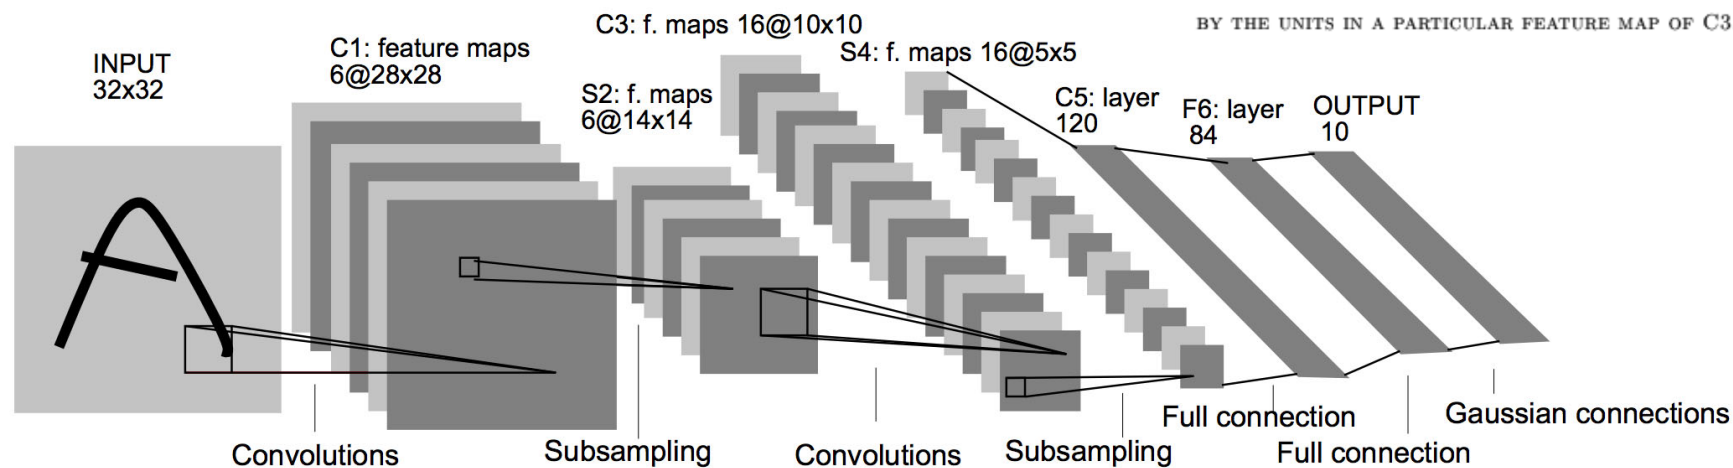 BY THE UNITS IN A PARTICULAR FEATURE MAP OF C3
INPUT
32x32
C1: feature maps
6@28x28
S2: f. maps
6@14x14
C3: f. maps 16@10x10
S4: f. maps 16@5x5
C5: layer
120
F6: layer
84
OUTPUT
10
Convolutions
Subsampling
Convolutions
Subsampling
Full connection
Full connection
Gaussian connections